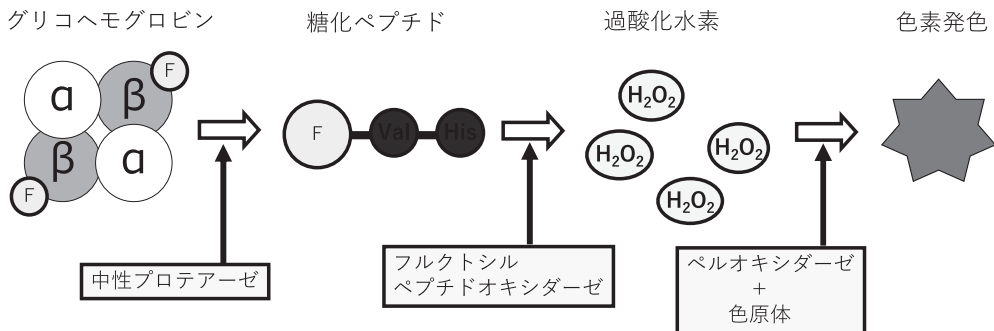 グリコヘモグロビン
糖化ペプチド
過酸化水素
色素発色
F
α
β
β
α
F
F
Val
His
H₂O₂
H₂O₂
H₂O₂
H₂O₂
中性プロテアーゼ
フルクトシル
ペプチドオキシダーゼ
ペルオキシダーゼ
+
色原体